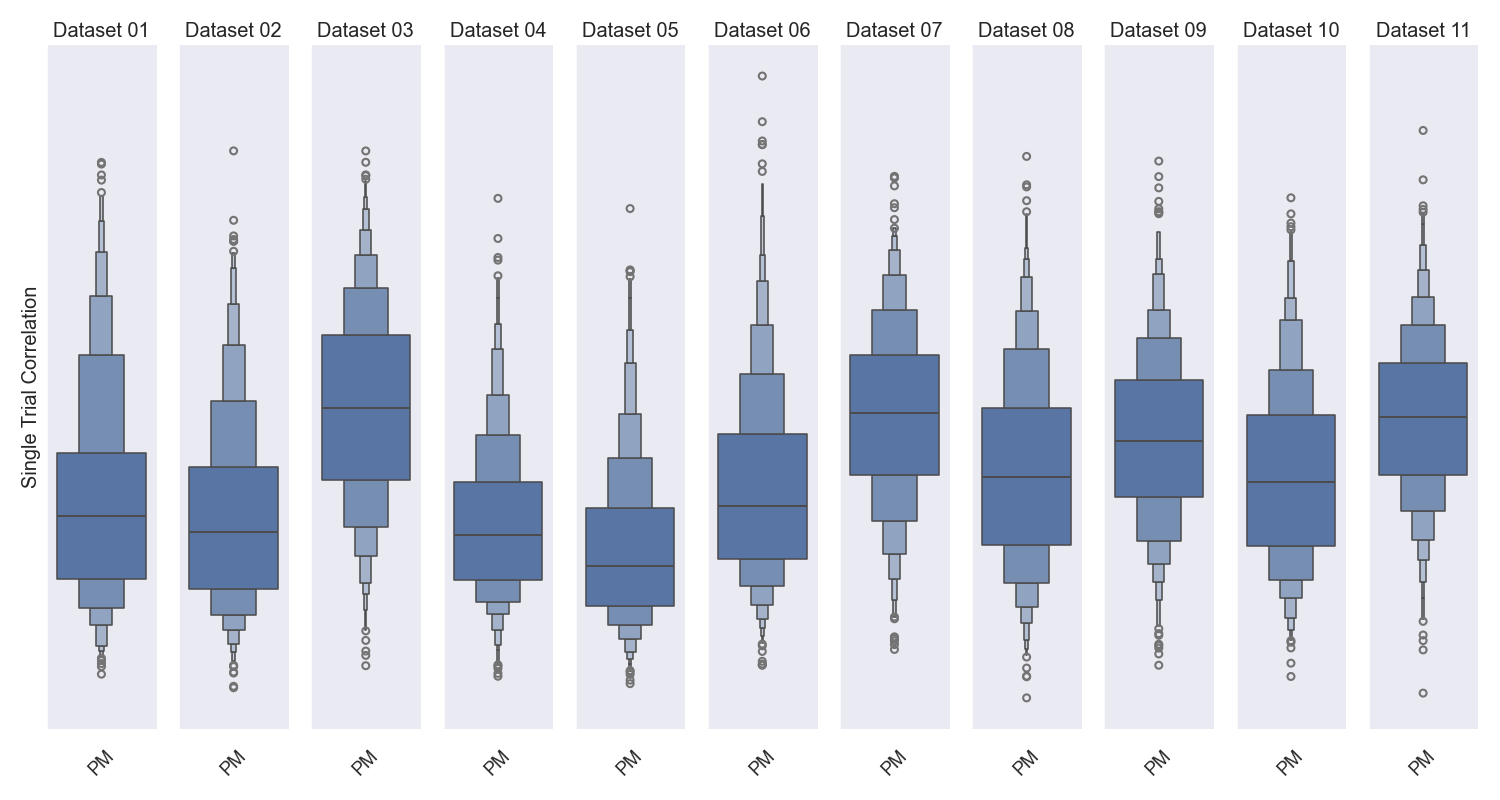 Dataset 01
Dataset 02
Dataset 03
Dataset 04
Dataset 05
Dataset 06
Dataset 07
Dataset 08
Dataset 09
Dataset 10
Dataset 11
Single Trial Correlation
PM
PM
PM
PM
PM
PM
PM
PM
PM
PM
PM